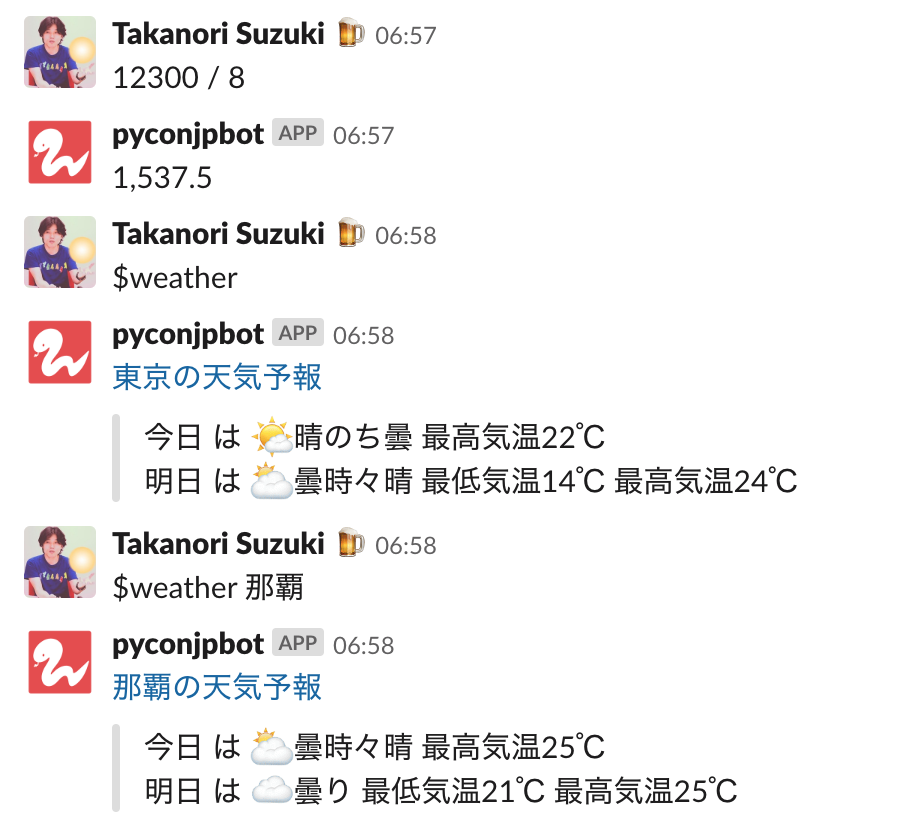 Takanori Suzuki 🍺 06:57
12300 / 8
pyconjpbot APP 06:57
1,537.5
Takanori Suzuki 🍺 06:58
$weather
pyconjpbot APP 06:58
東京の天気予報
今日 は 🌤晴のち曇 最高気温22℃
明日 は 🌥曇時々晴 最低気温14℃ 最高気温24℃
Takanori Suzuki 🍺 06:58
$weather 那覇
pyconjpbot APP 06:58
那覇の天気予報
今日 は 🌥曇時々晴 最高気温25℃
明日 は ☁️曇り 最低気温21℃ 最高気温25℃